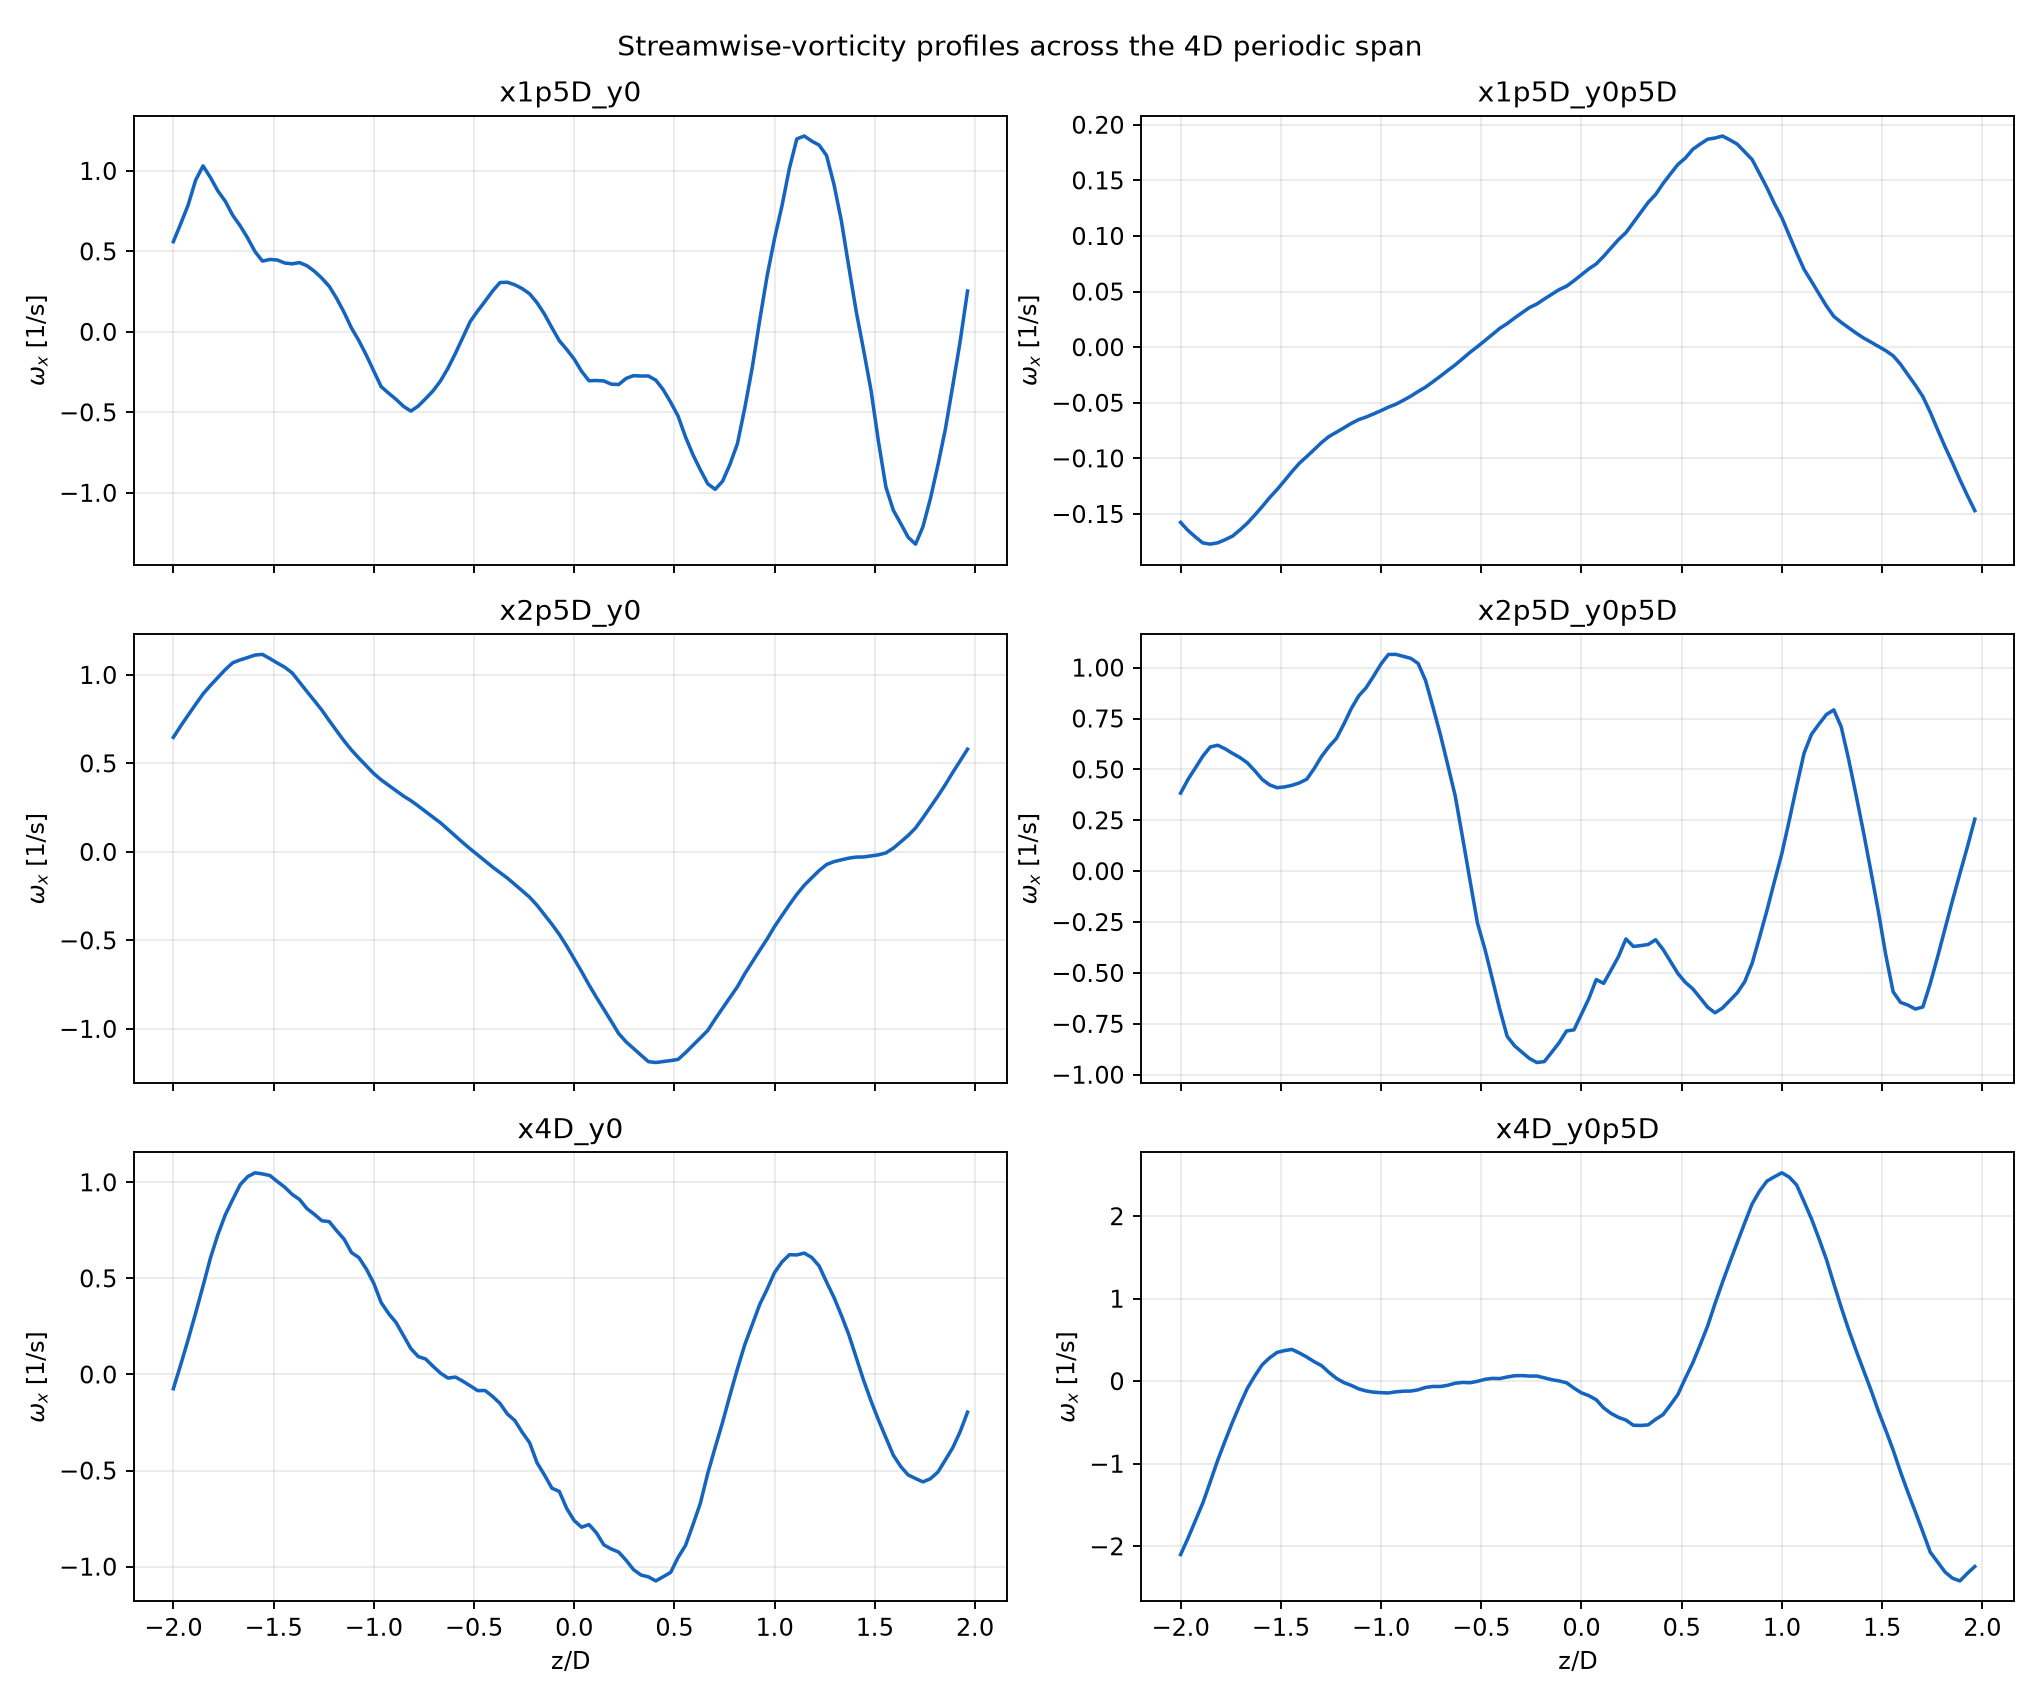 Streamwise-vorticity profiles across the 4D periodic span
x1p5D_y0
1.0
0.5
0.0
−0.5
−1.0
ωx [1/s]
x1p5D_y0p5D
0.20
0.15
0.10
0.05
0.00
−0.05
−0.10
−0.15
ωx [1/s]
x2p5D_y0
1.0
0.5
0.0
−0.5
−1.0
ωx [1/s]
x2p5D_y0p5D
1.00
0.75
0.50
0.25
0.00
−0.25
−0.50
−0.75
−1.00
ωx [1/s]
x4D_y0
1.0
0.5
0.0
−0.5
−1.0
ωx [1/s]
−2.0 −1.5 −1.0 −0.5 0.0 0.5 1.0 1.5 2.0
z/D
x4D_y0p5D
2
1
0
−1
−2
ωx [1/s]
−2.0 −1.5 −1.0 −0.5 0.0 0.5 1.0 1.5 2.0
z/D